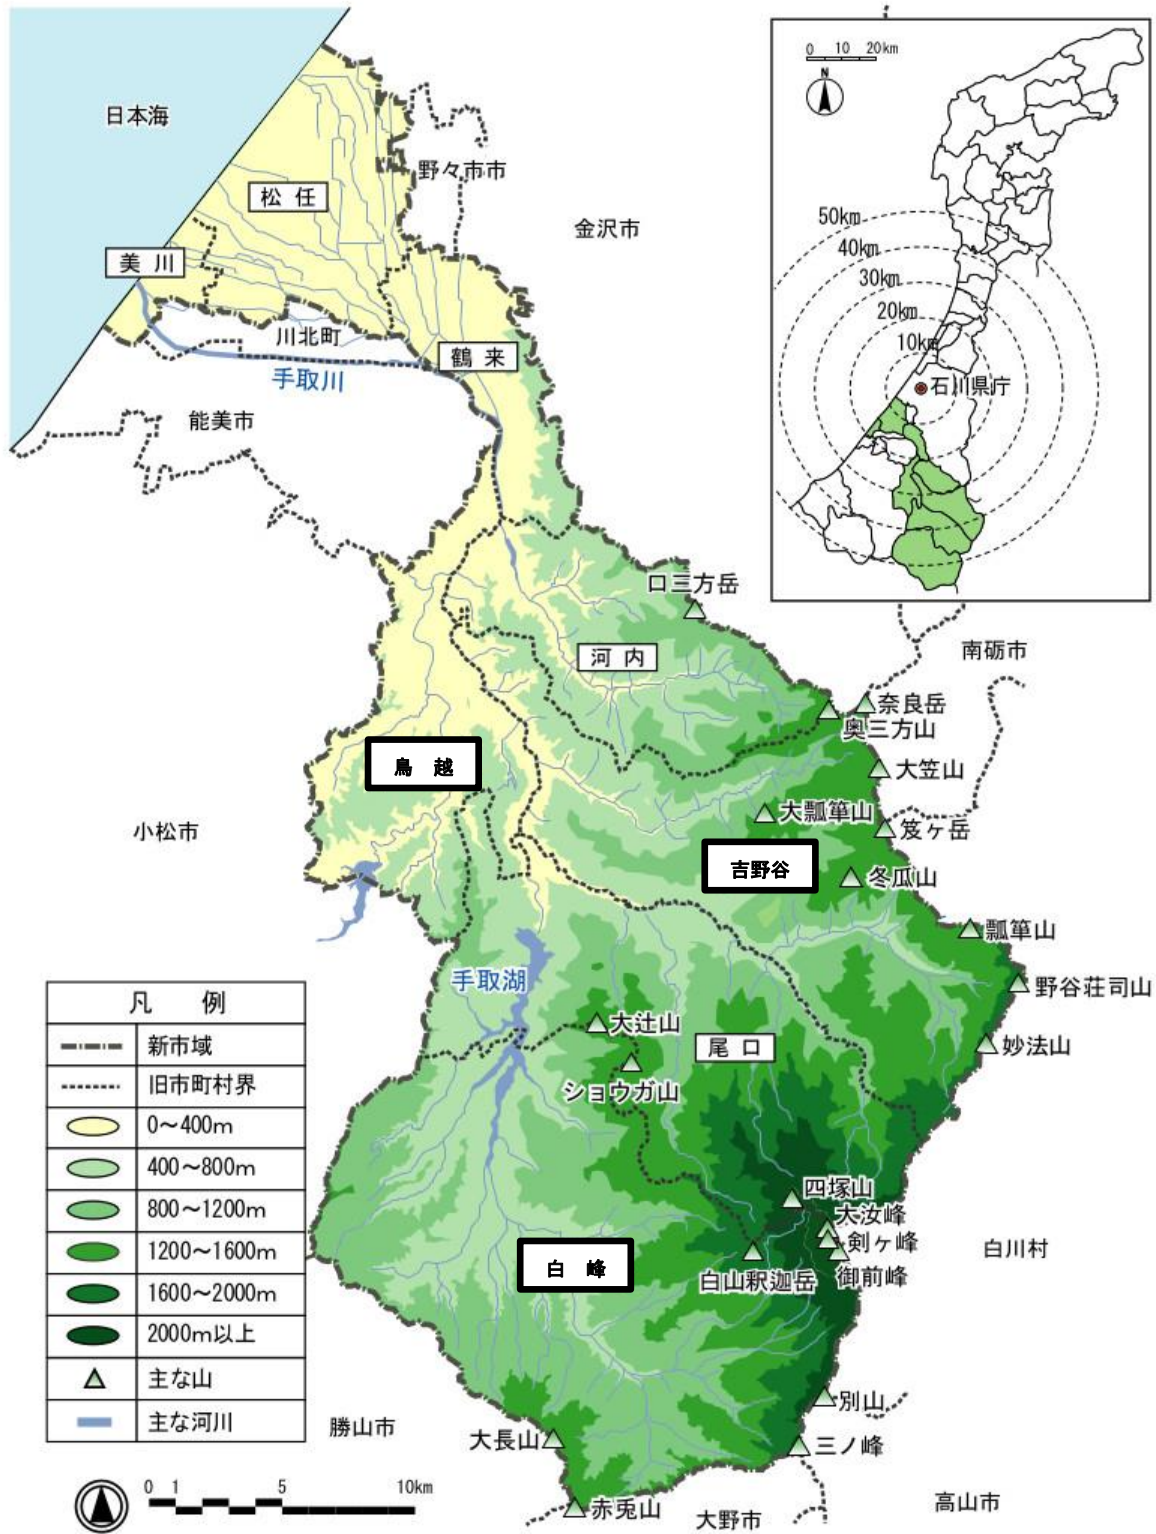 0 10 20km
N
50km
40km
30km
20km
10km
石川県庁
日本海
松任
野々市市
金沢市
美川
川北町
鶴来
手取川
能美市
口三方岳
河内
南砺市
奈良岳
奥三方山
鳥越
大笠山
大瓢箪山
笈ヶ岳
小松市
吉野谷
冬瓜山
瓢箪山
手取湖
野谷荘司山
大辻山
尾口
妙法山
ショウガ山
四塚山
大汝峰
剣ヶ峰
白川村
白峰
白山釈迦岳
御前峰
別山
勝山市
大長山
三ノ峰
赤兎山
大野市
高山市
凡例
新市域
旧市町村界
0~400m
400~800m
800~1200m
1200~1600m
1600~2000m
2000m以上
主な山
主な河川
0 1 5 10km